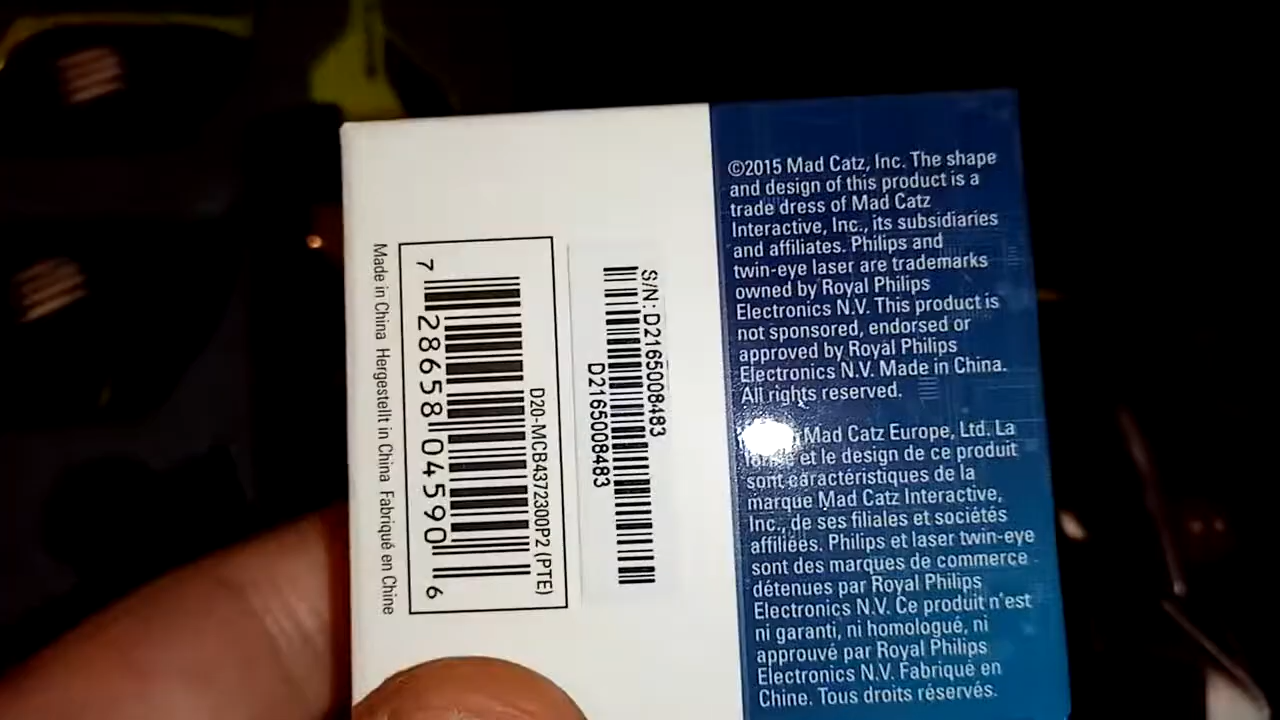 Made in China Hergestellt in China Fabriqué en Chine
7 28658 04590 6
D20-MCB4372300P2 (PTE)
S/N: D2165008483
D2165008483
©2015 Mad Catz, Inc. The shape
and design of this product is a
trade dress of Mad Catz
Interactive, Inc., its subsidiaries
and affiliates. Philips and
twin-eye laser are trademarks
owned by Royal Philips
Electronics N.V. This product is
not sponsored, endorsed or
approved by Royal Philips
Electronics N.V. Made in China.
All rights reserved.
Mad Catz Europe, Ltd. La
et le design de ce produit
sont caractéristiques de la
marque Mad Catz Interactive,
Inc., de ses filiales et sociétés
affiliées. Philips et laser twin-eye
sont des marques de commerce
détenues par Royal Philips
Electronics N.V. Ce produit n'est
ni garanti, ni homologué, ni
approuvé par Royal Philips
Electronics N.V. Fabriqué en
Chine. Tous droits réservés.